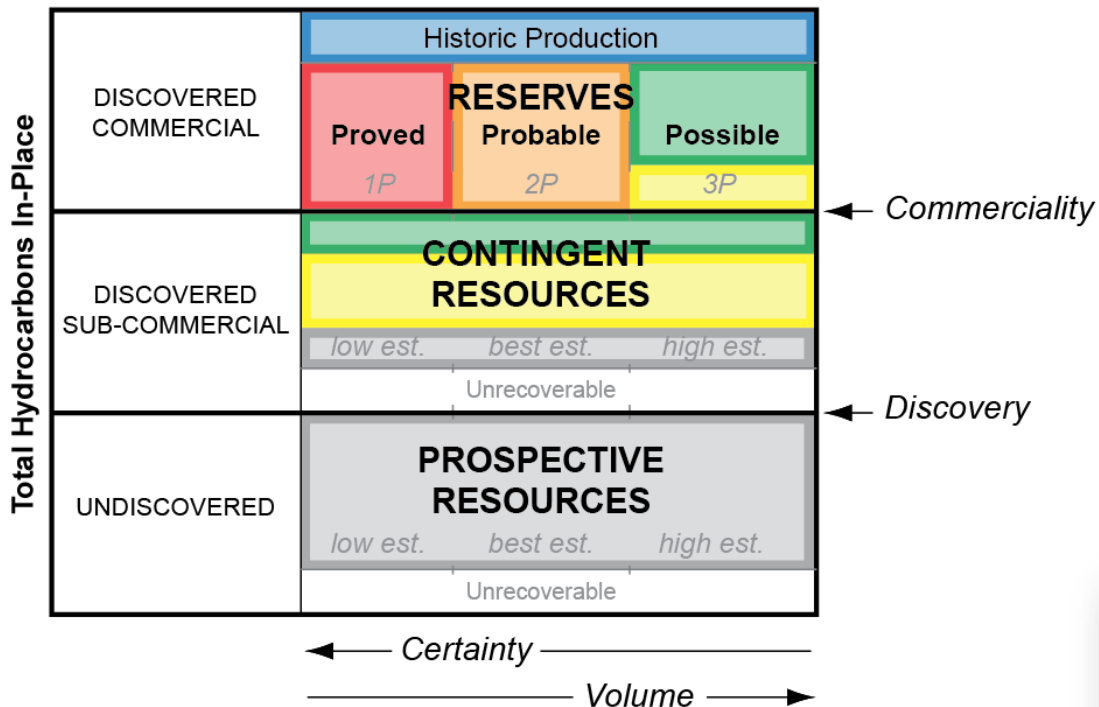 Total Hydrocarbons In-Place
DISCOVERED
COMMERCIAL
Historic Production
RESERVES
Proved
Probable
Possible
1P
2P
3P
Commerciality
DISCOVERED
SUB-COMMERCIAL
CONTINGENT
RESOURCES
low est.
best est.
high est.
Unrecoverable
Discovery
UNDISCOVERED
PROSPECTIVE
RESOURCES
low est.
best est.
high est.
Unrecoverable
Certainty
Volume